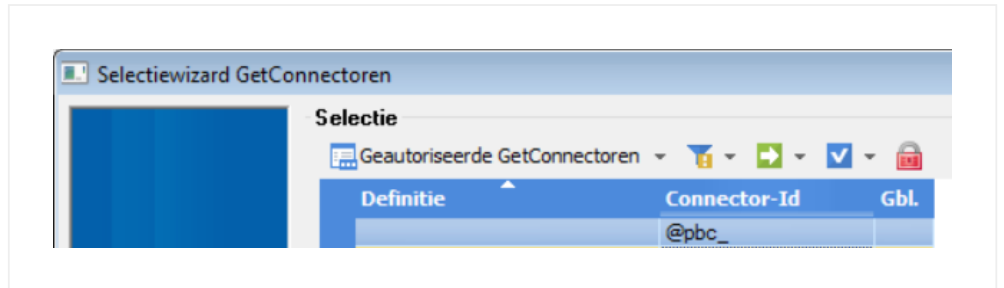 Selectiewizard GetConnectoren
Selectie
Geautoriseerde GetConnectoren
Definitie Connector-Id Gbl.
@pbc_